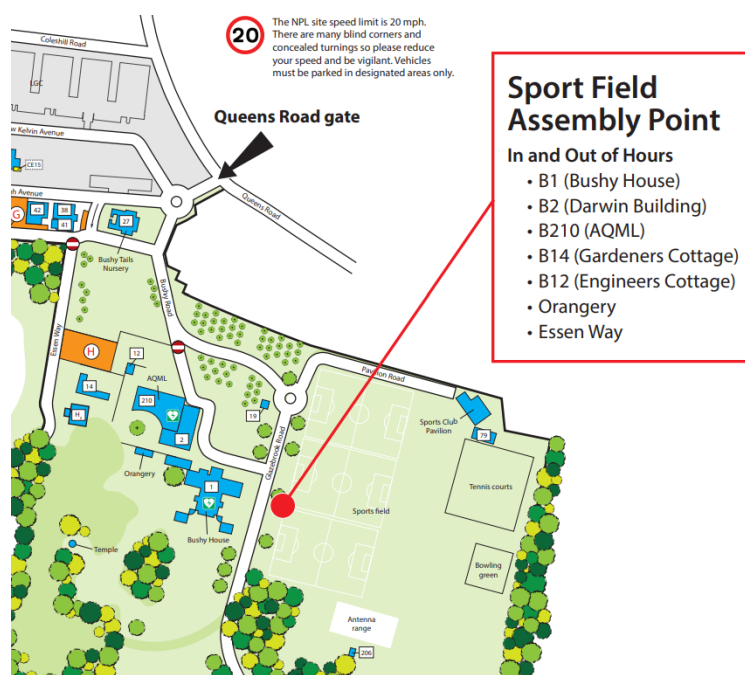 20
The NPL site speed limit is 20 mph.
There are many blind corners and
concealed turnings so please reduce
your speed and be vigilant. Vehicles
must be parked in designated areas only.
Coleshill Road
LGC
Queens Road gate
Kelvin Avenue
CE15
Avenue
G
42
38
41
27
Bushy Tails
Nursery
Queens Road
Bushy Road
Essen Way
H
12
14
AQML
210
H
2
19
Orangery
1
Bushy House
Temple
Glazebrook Road
Pavilion Road
Sports Club
Pavilion
79
Tennis courts
Sports field
Bowling
green
Antenna
range
206
Sport Field
Assembly Point
In and Out of Hours
• B1 (Bushy House)
• B2 (Darwin Building)
• B210 (AQML)
• B14 (Gardeners Cottage)
• B12 (Engineers Cottage)
• Orangery
• Essen Way